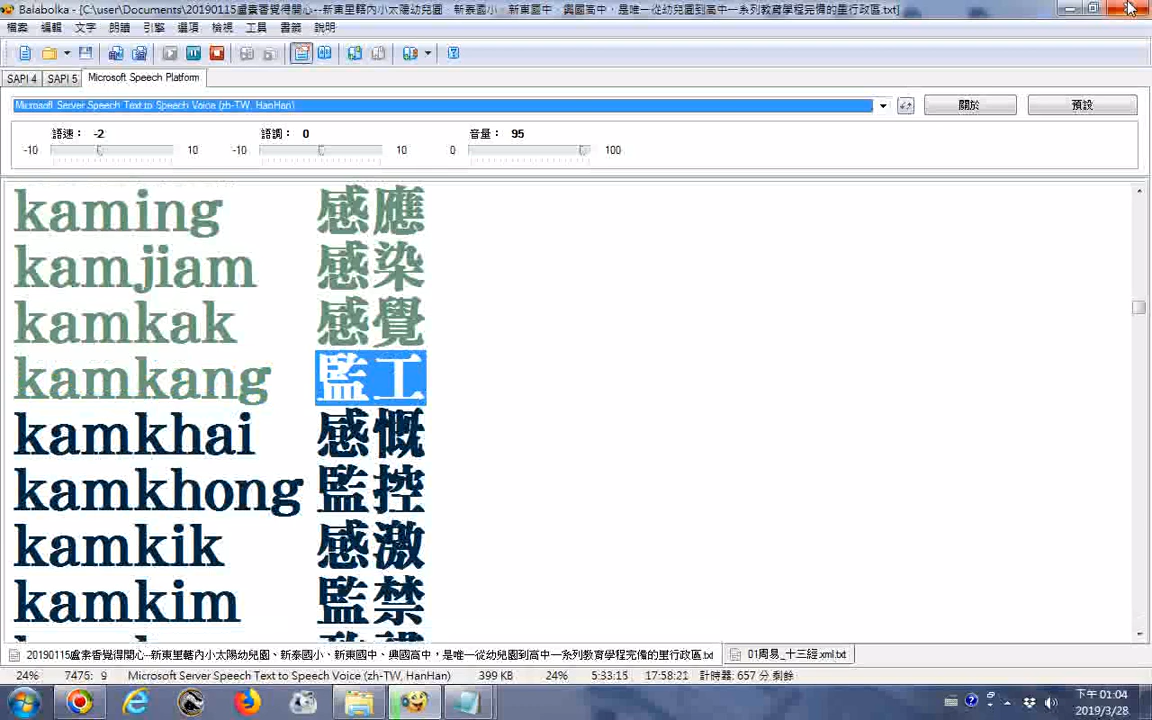 Balabolka - [C:\user\Documents\20190115盧素香覺得開心--新東里轄內小太陽幼兒園、新泰國小、新東國中、興國高中，是唯一從幼兒園到高中一系列教育學程完備的里行政區.txt]
檔案 編輯 文字 朗讀 引擎 選項 檢視 工具 書籤 說明
SAPI 4 SAPI 5 Microsoft Speech Platform
Microsoft Server Speech Text to Speech Voice (zh-TW, HanHan) 關於 預設
語速： -2 語調： 0 音量： 95
-10 10 -10 10 0 100
kaming 感應
kamjiam 感染
kamkak 感覺
kamkang 監工
kamkhai 感慨
kamkhong 監控
kamkik 感激
kamkim 監禁
20190115盧素香覺得開心--新東里轄內小太陽幼兒園、新泰國小、新東國中、興國高中，是唯一從幼兒園到高中一系列教育學程完備的里行政區.txt 01周易_十三經.xml.txt
24% 7475: 9 Microsoft Server Speech Text to Speech Voice (zh-TW, HanHan) 399 KB 24% 5:33:15 17:58:21 計時器: 657 分 剩餘
下午 01:04
2019/3/28